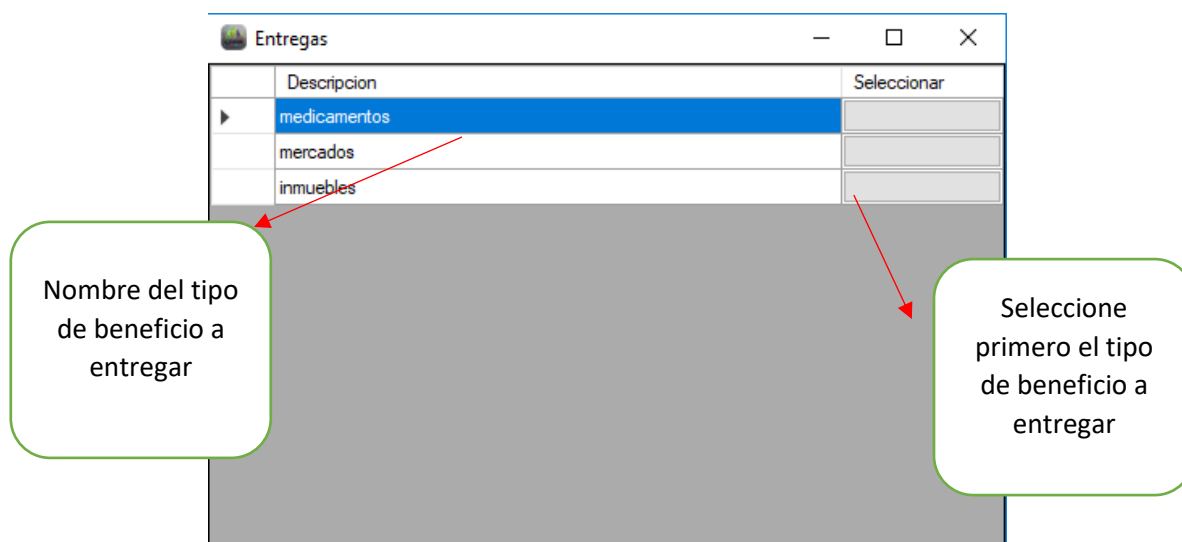 Entregas
Descripcion Seleccionar
medicamentos
mercados
inmuebles
Nombre del tipo
de beneficio a
entregar
Seleccione
primero el tipo
de beneficio a
entregar